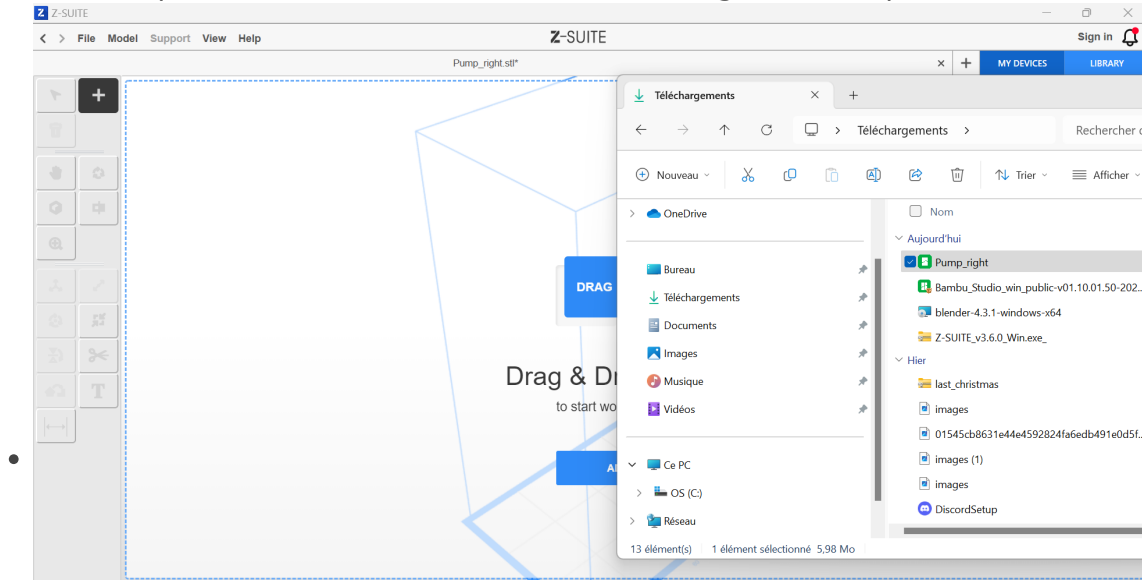 Z-SUITE
File Model Support View Help
Z-SUITE
Sign in
Pump_right.stl*
MY DEVICES
LIBRARY
DRAG
Drag & Dr
to start wo
Téléchargements
Téléchargements
Rechercher
Nouveau
Trier
Afficher
OneDrive
Bureau
Téléchargements
Documents
Images
Musique
Vidéos
Ce PC
OS (C:)
Réseau
Nom
Aujourd'hui
Pump_right
Bambu_Studio_win_public-v01.10.01.50-202...
blender-4.3.1-windows-x64
Z-SUITE_v3.6.0_Win.exe_
Hier
last_christmas
images
01545cb8631e44e4592824fa6edb491e0d5f...
images (1)
images
DiscordSetup
13 élément(s) 1 élément sélectionné 5,98 Mo